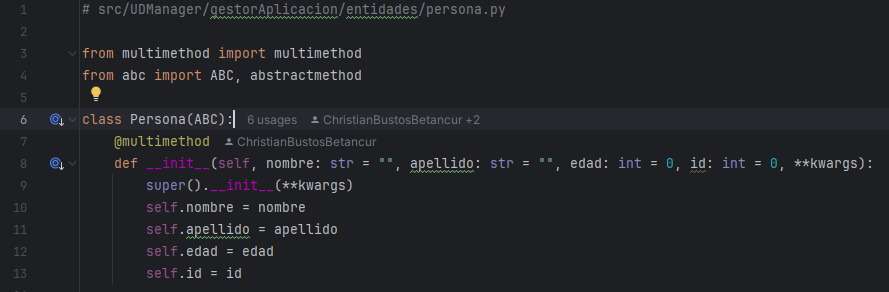 1 # src/UDManager/gestorAplicacion/entidades/persona.py
2
3 from multimethod import multimethod
4 from abc import ABC, abstractmethod
5
6 class Persona(ABC): 6 usages ChristianBustosBetancur +2
7 @multimethod ChristianBustosBetancur
8 def __init__(self, nombre: str = "", apellido: str = "", edad: int = 0, id: int = 0, **kwargs):
9 super().__init__(**kwargs)
10 self.nombre = nombre
11 self.apellido = apellido
12 self.edad = edad
13 self.id = id